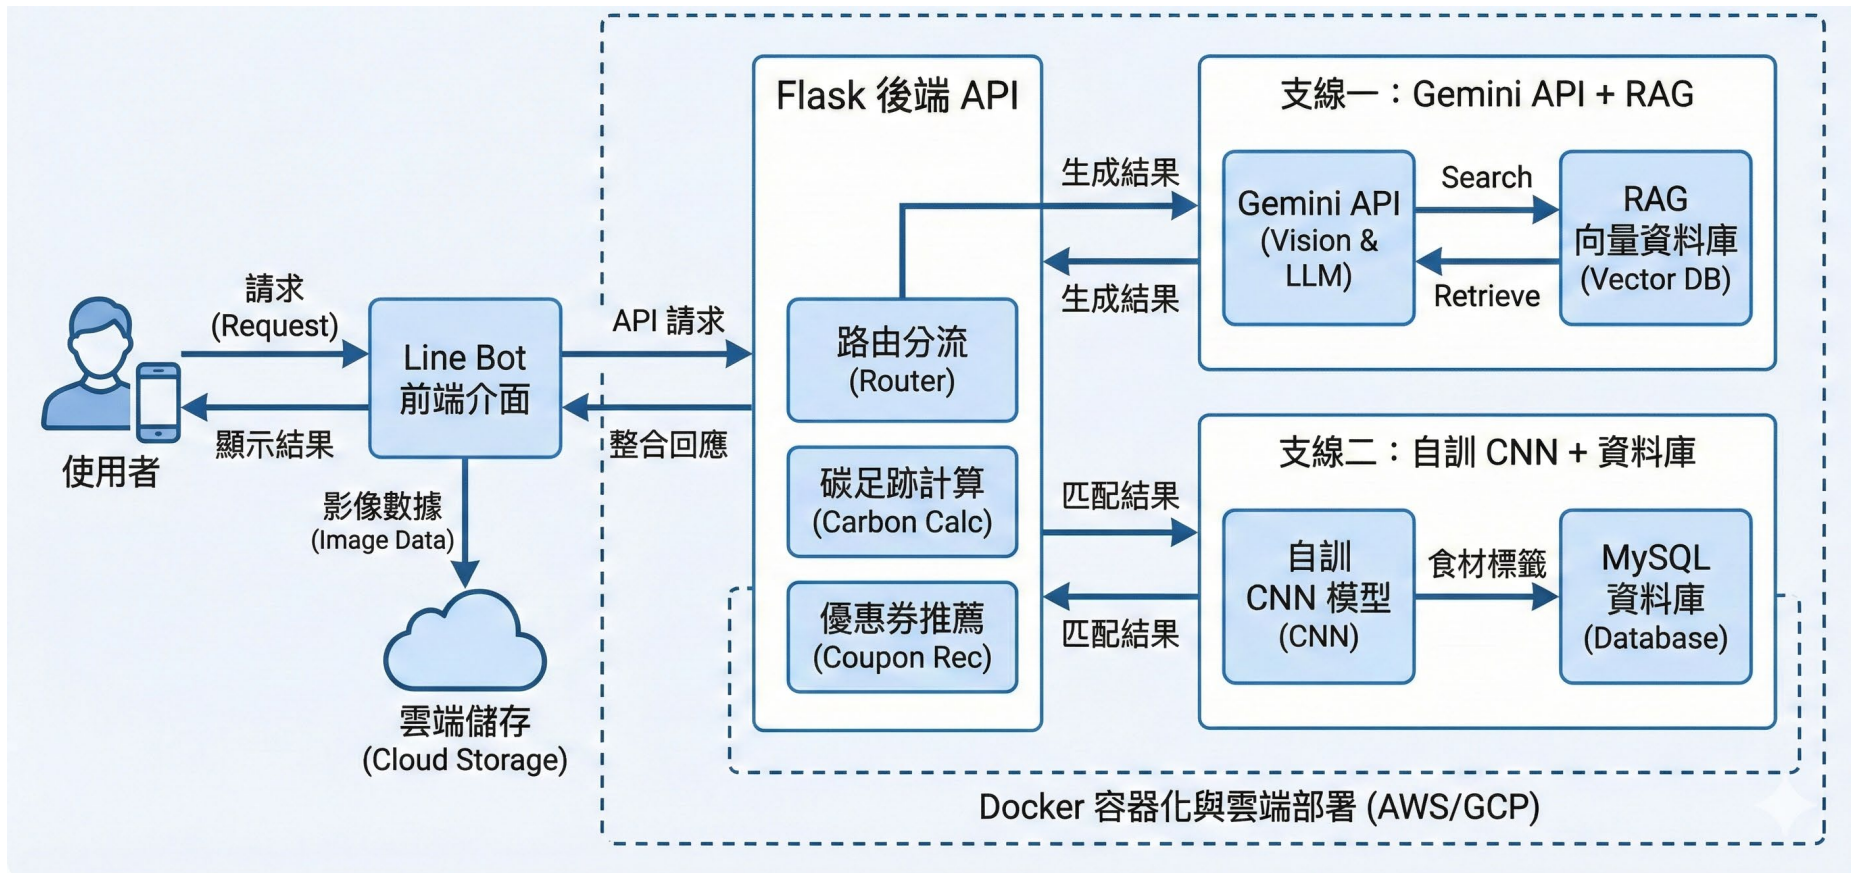 Flask 後端 API
支線一：Gemini API + RAG
生成結果
Gemini API
(Vision &
LLM)
Search
RAG
向量資料庫
(Vector DB)
Retrieve
生成結果
請求
(Request)
Line Bot
前端介面
API 請求
路由分流
(Router)
顯示結果
整合回應
使用者
影像數據
(Image Data)
雲端儲存
(Cloud Storage)
碳足跡計算
(Carbon Calc)
優惠券推薦
(Coupon Rec)
支線二：自訓 CNN + 資料庫
匹配結果
自訓
CNN 模型
(CNN)
食材標籤
MySQL
資料庫
(Database)
匹配結果
Docker 容器化與雲端部署 (AWS/GCP)